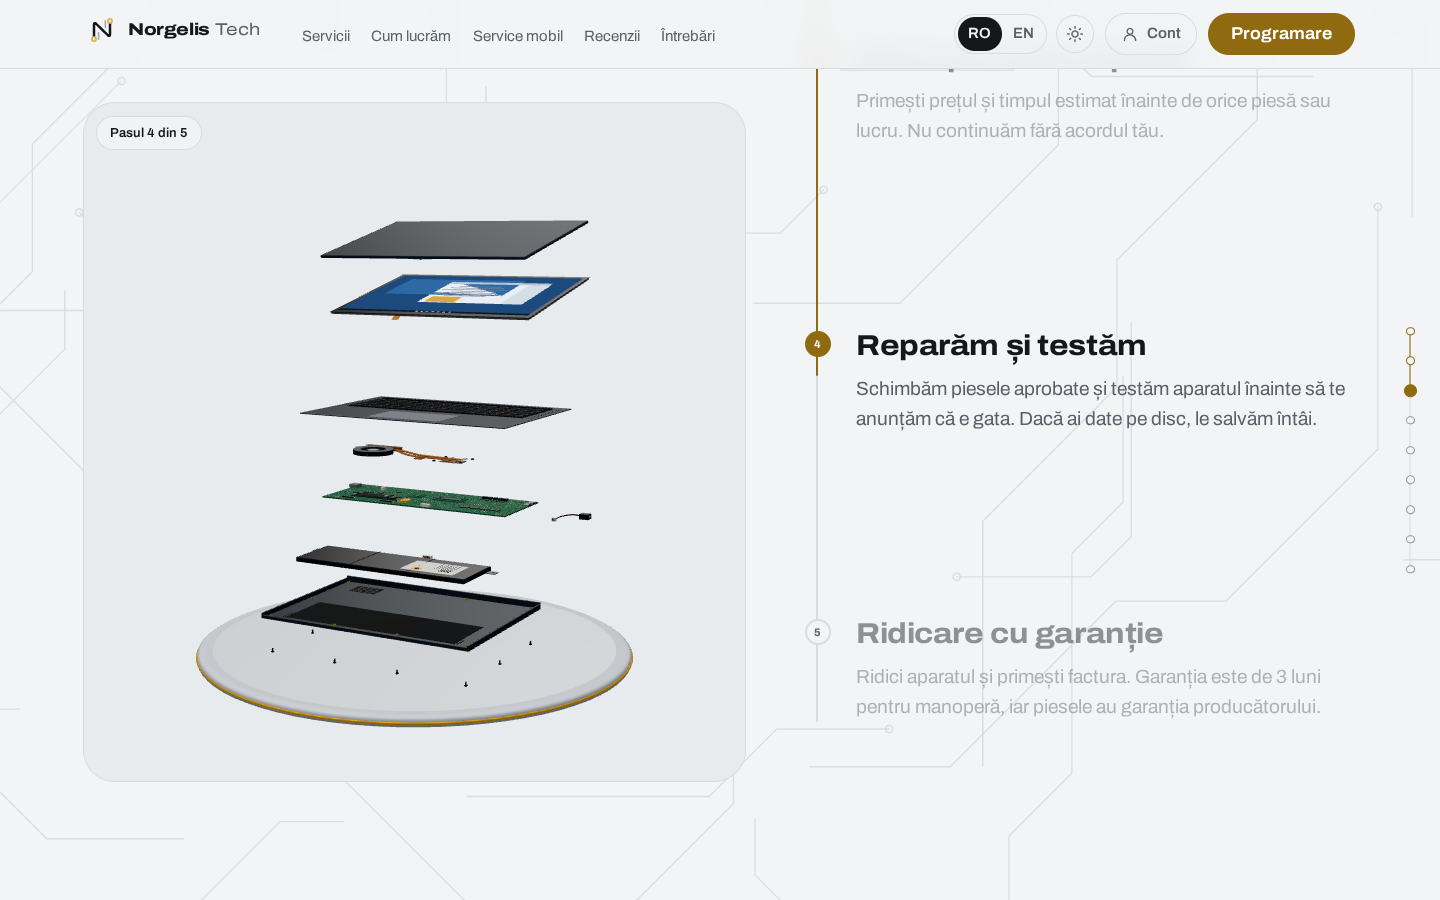 Norgelis Tech
Servicii
Cum lucrăm
Service mobil
Recenzii
Întrebări
RO
EN
Cont
Programare
Pasul 4 din 5
Primești prețul și timpul estimat înainte de orice piesă sau
lucru. Nu continuăm fără acordul tău.
4
Reparăm și testăm
Schimbăm piesele aprobate și testăm aparatul înainte să te
anunțăm că e gata. Dacă ai date pe disc, le salvăm întâi.
5
Ridicare cu garanție
Ridici aparatul și primești factura. Garanția este de 3 luni
pentru manoperă, iar piesele au garanția producătorului.